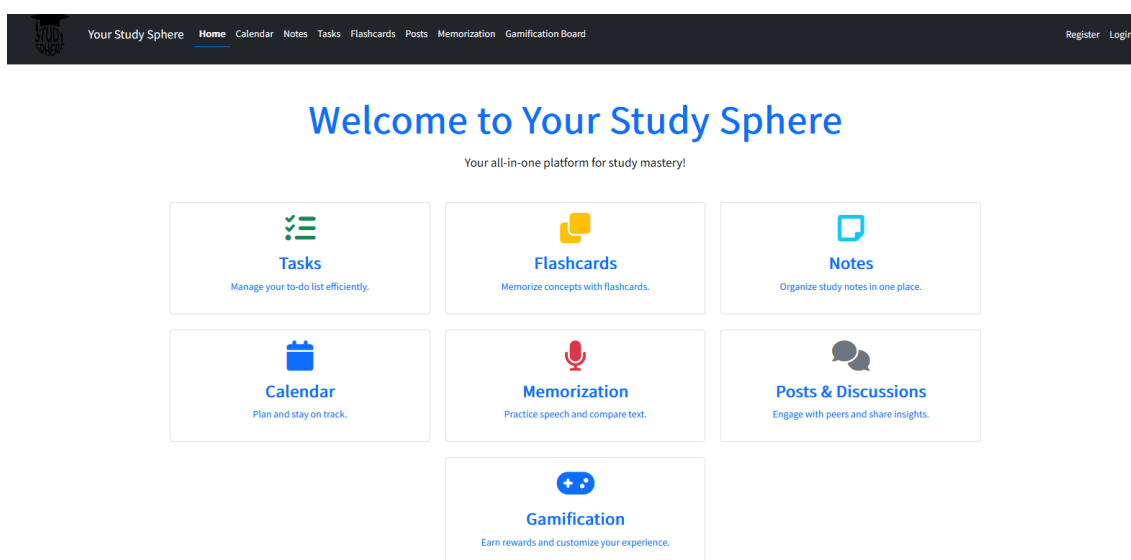 STUDY
SPHERE
Your Study Sphere Home Calendar Notes Tasks Flashcards Posts Memorization Gamification Board Register Login
Welcome to Your Study Sphere
Your all-in-one platform for study mastery!
Tasks
Manage your to-do list efficiently.
Flashcards
Memorize concepts with flashcards.
Notes
Organize study notes in one place.
Calendar
Plan and stay on track.
Memorization
Practice speech and compare text.
Posts & Discussions
Engage with peers and share insights.
Gamification
Earn rewards and customize your experience.